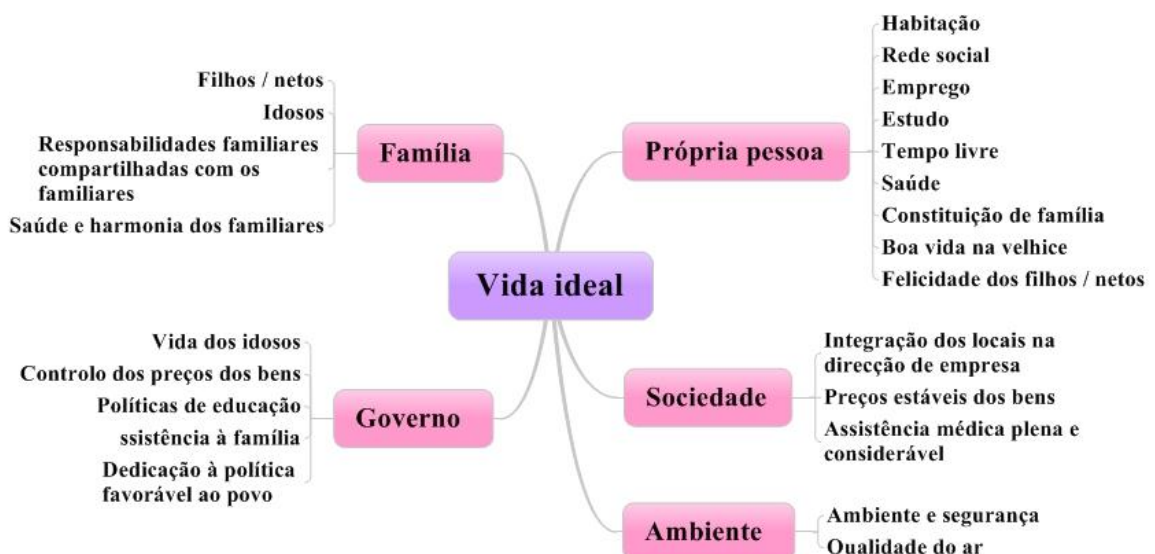 Vida ideal
Família
Filhos / netos
Idosos
Responsabilidades familiares
compartilhadas com os
familiares
Saúde e harmonia dos familiares
Governo
Vida dos idosos
Controlo dos preços dos bens
Políticas de educação
ssistência à família
Dedicação à política
favorável ao povo
Própria pessoa
Habitação
Rede social
Emprego
Estudo
Tempo livre
Saúde
Constituição de família
Boa vida na velhice
Felicidade dos filhos / netos
Sociedade
Integração dos locais na
direcção de empresa
Preços estáveis dos bens
Assistência médica plena e
considerável
Ambiente
Ambiente e segurança
Qualidade do ar